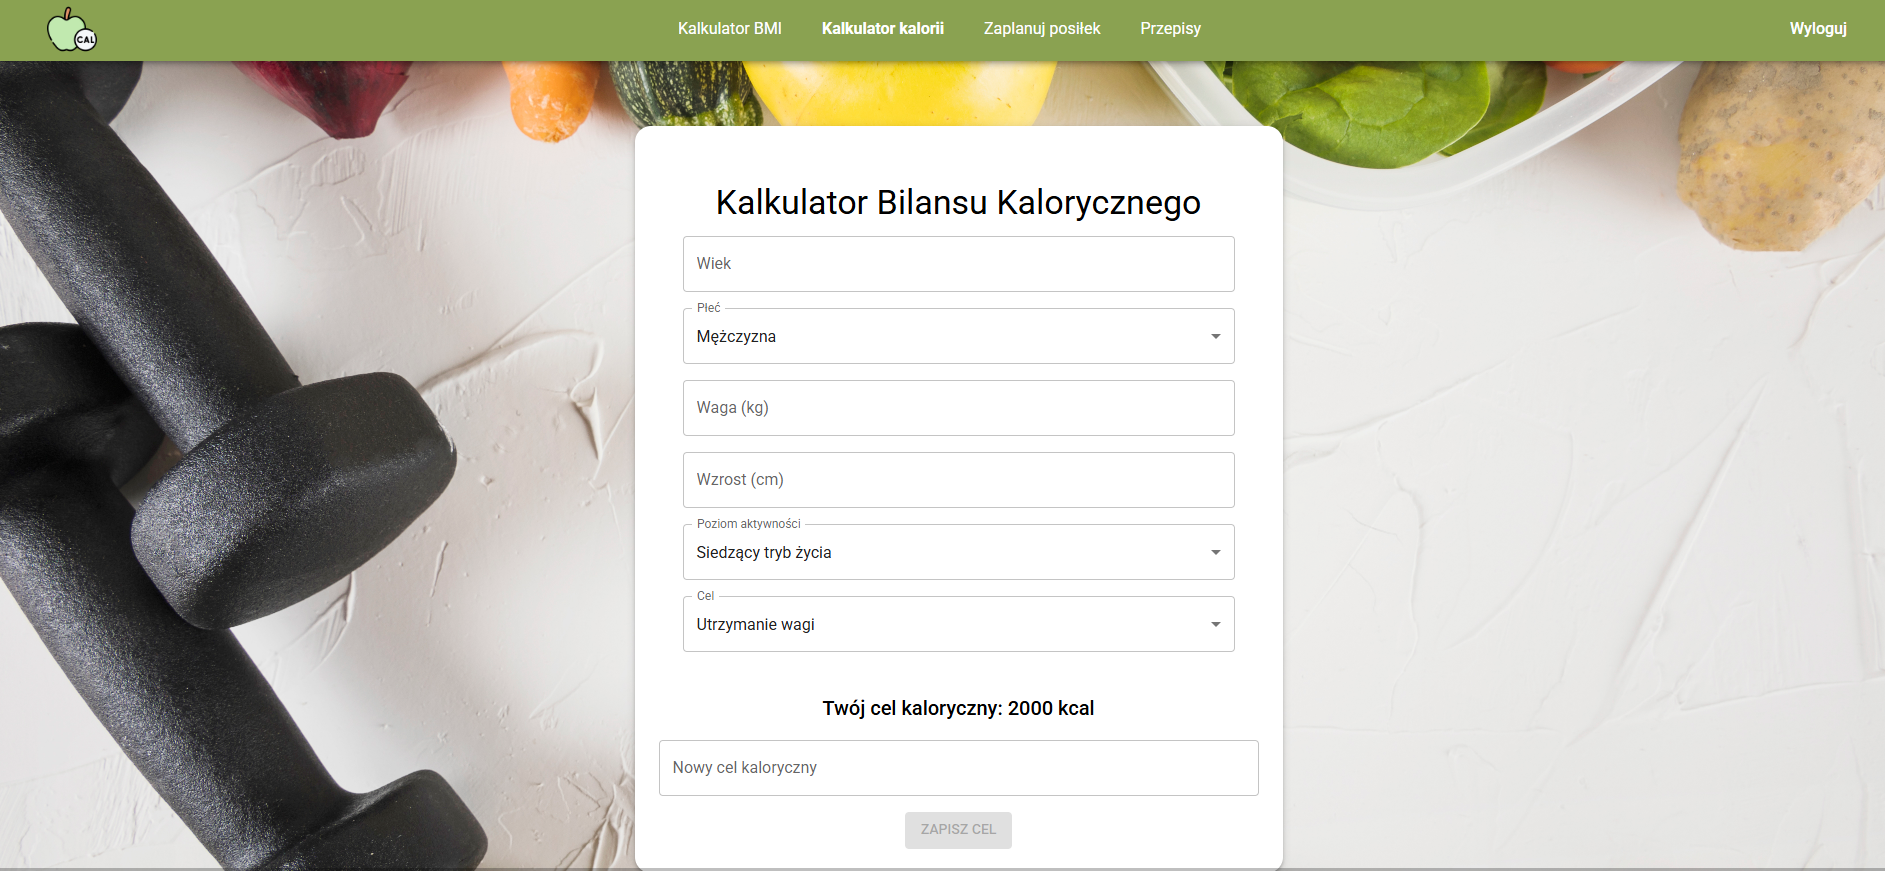 CAL
Kalkulator BMI
Kalkulator kalorii
Zaplanuj posiłek
Przepisy
Wyloguj
Kalkulator Bilansu Kalorycznego
Wiek
Płeć
Mężczyzna
Waga (kg)
Wzrost (cm)
Poziom aktywności
Siedzący tryb życia
Cel
Utrzymanie wagi
Twój cel kaloryczny: 2000 kcal
Nowy cel kaloryczny
ZAPISZ CEL